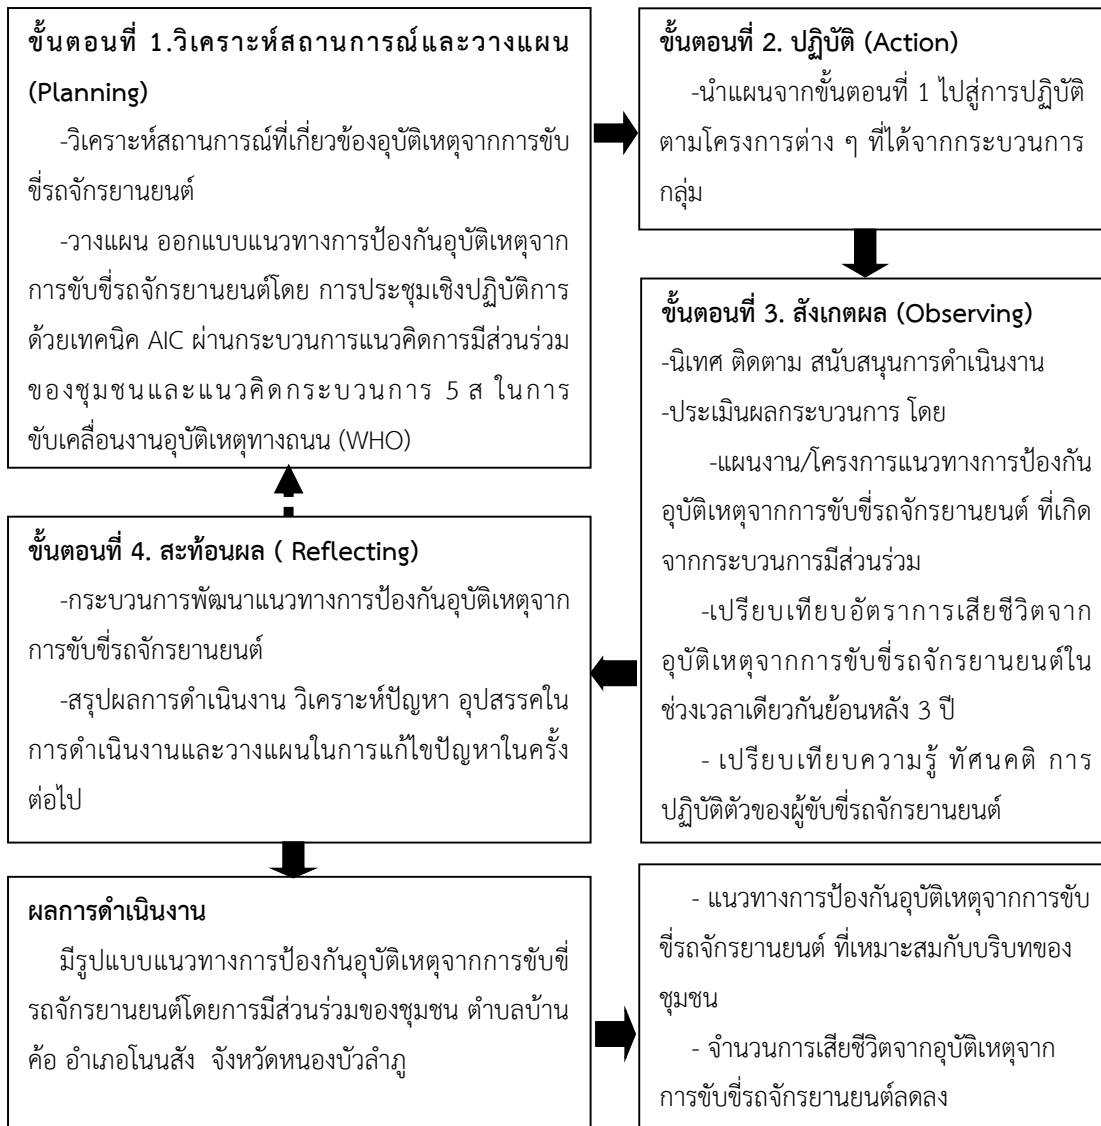 ขั้นตอนที่ 1.วิเคราะห์สถานการณ์และวางแผน
(Planning)
-วิเคราะห์สถานการณ์ที่เกี่ยวข้องอุบัติเหตุจากการขับ
ขี่รถจักรยานยนต์
-วางแผน ออกแบบแนวทางการป้องกันอุบัติเหตุจาก
การขับขี่รถจักรยานยนต์โดย การประชุมเชิงปฏิบัติการ
ด้วยเทคนิค AIC ผ่านกระบวนการแนวคิดการมีส่วนร่วม
ของชุมชนและแนวคิดกระบวนการ 5 ส ในการ
ขับเคลื่อนงานอุบัติเหตุทางถนน (WHO)
ขั้นตอนที่ 2. ปฏิบัติ (Action)
-นำแผนจากขั้นตอนที่ 1 ไปสู่การปฏิบัติ
ตามโครงการต่าง ๆ ที่ได้จากกระบวนการ
กลุ่ม
ขั้นตอนที่ 3. สังเกตผล (Observing)
-นิเทศ ติดตาม สนับสนุนการดำเนินงาน
-ประเมินผลกระบวนการ โดย
-แผนงาน/โครงการแนวทางการป้องกัน
อุบัติเหตุจากการขับขี่รถจักรยานยนต์ ที่เกิด
จากกระบวนการมีส่วนร่วม
-เปรียบเทียบอัตราการเสียชีวิตจาก
อุบัติเหตุจากการขับขี่รถจักรยานยนต์ใน
ช่วงเวลาเดียวกันย้อนหลัง 3 ปี
- เปรียบเทียบความรู้ ทัศนคติ การ
ปฏิบัติตัวของผู้ขับขี่รถจักรยานยนต์
ขั้นตอนที่ 4. สะท้อนผล ( Reflecting)
-กระบวนการพัฒนาแนวทางการป้องกันอุบัติเหตุจาก
การขับขี่รถจักรยานยนต์
-สรุปผลการดำเนินงาน วิเคราะห์ปัญหา อุปสรรคใน
การดำเนินงานและวางแผนในการแก้ไขปัญหาในครั้ง
ต่อไป
ผลการดำเนินงาน
มีรูปแบบแนวทางการป้องกันอุบัติเหตุจากการขับขี่
รถจักรยานยนต์โดยการมีส่วนร่วมของชุมชน ตำบลบ้าน
ค้อ อำเภอโนนสัง  จังหวัดหนองบัวลำภู
- แนวทางการป้องกันอุบัติเหตุจากการขับ
ขี่รถจักรยานยนต์ ที่เหมาะสมกับบริบทของ
ชุมชน
- จำนวนการเสียชีวิตจากอุบัติเหตุจาก
การขับขี่รถจักรยานยนต์ลดลง